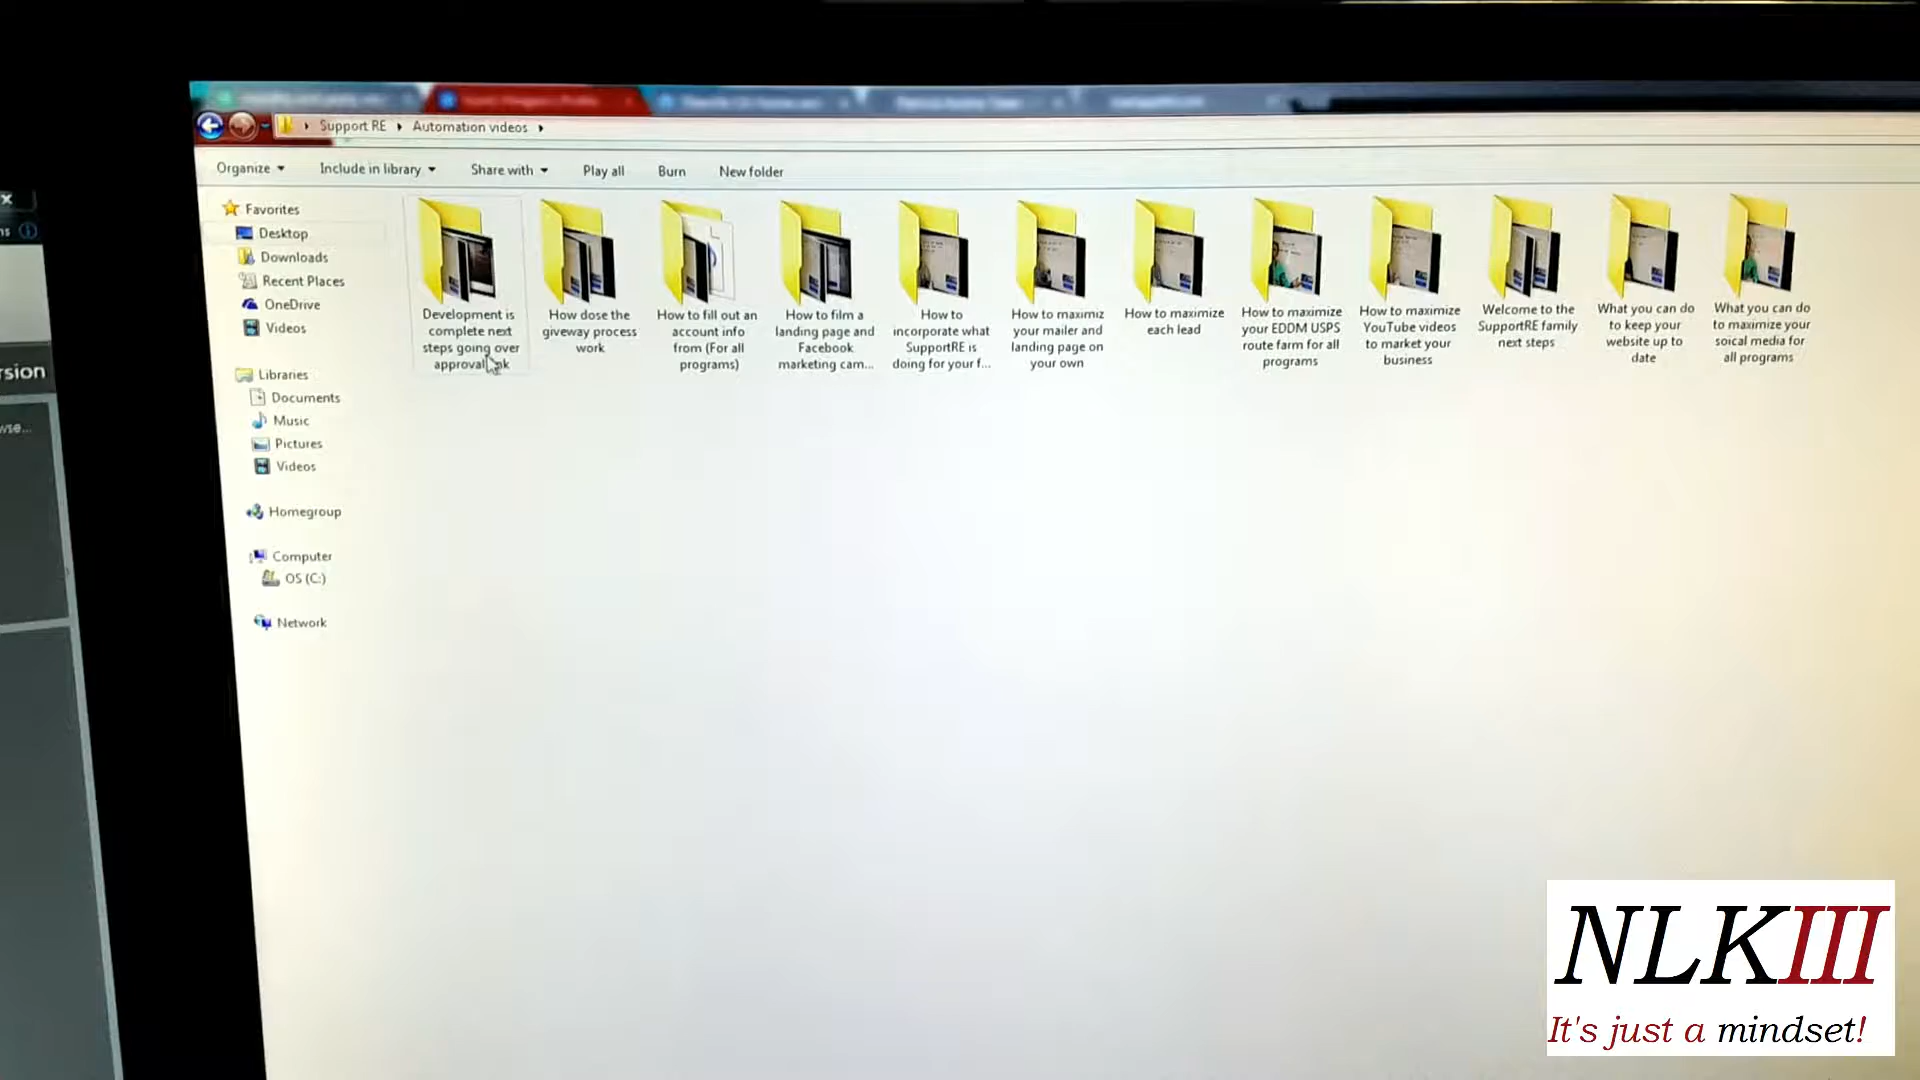 Support RE
Automation videos
Organize
Include in library
Share with
Play all
Burn
New folder
Favorites
Desktop
Downloads
Recent Places
OneDrive
Videos
Libraries
Documents
Music
Pictures
Videos
Homegroup
Computer
OS (C:)
Network
Development is
complete next
steps going over
approval
How dose the
giveway process
work
How to fill out an
account info
from (For all
programs)
How to film a
landing page and
Facebook
marketing cam...
How to
incorporate what
SupportRE is
doing for your f...
How to maximiz
your mailer and
landing page on
your own
How to maximize
each lead
How to maximize
your EDDM USPS
route farm for all
programs
How to maximize
YouTube videos
to market your
business
Welcome to the
SupportRE family
next steps
What you can do
to keep your
website up to
date
What you can do
to maximize your
soical media for
all programs
NLKIII
It's just a mindset!